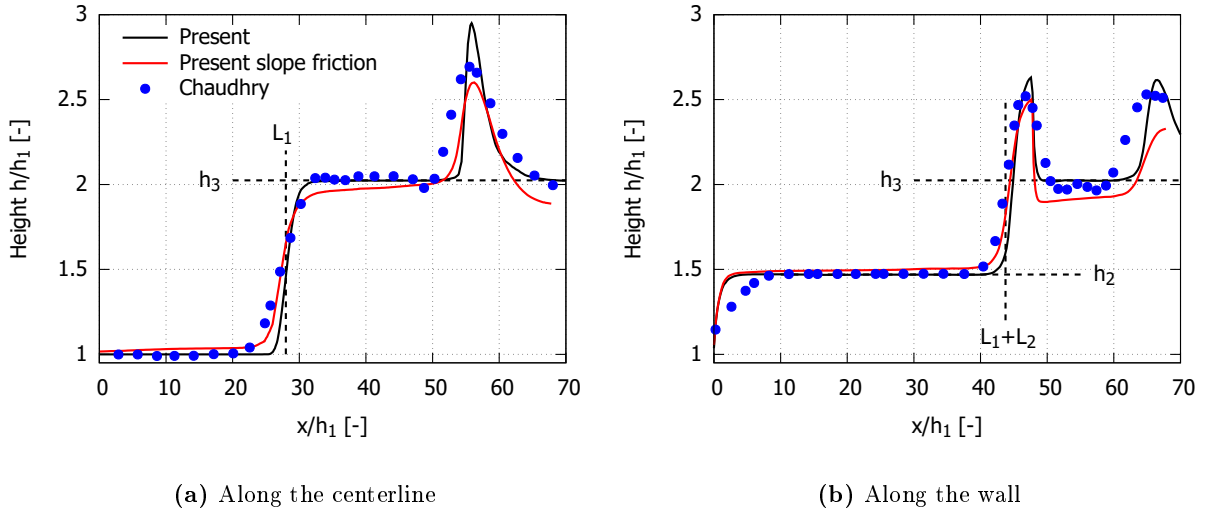 Height h/h₁ [-]
3
2.5
2
1.5
1
Present
Present slope friction
Chaudhry
L₁
h₃
0 10 20 30 40 50 60 70
x/h₁ [-]
(a) Along the centerline
Height h/h₁ [-]
3
2.5
2
1.5
1
h₃
h₂
L₁+L₂
0 10 20 30 40 50 60 70
x/h₁ [-]
(b) Along the wall